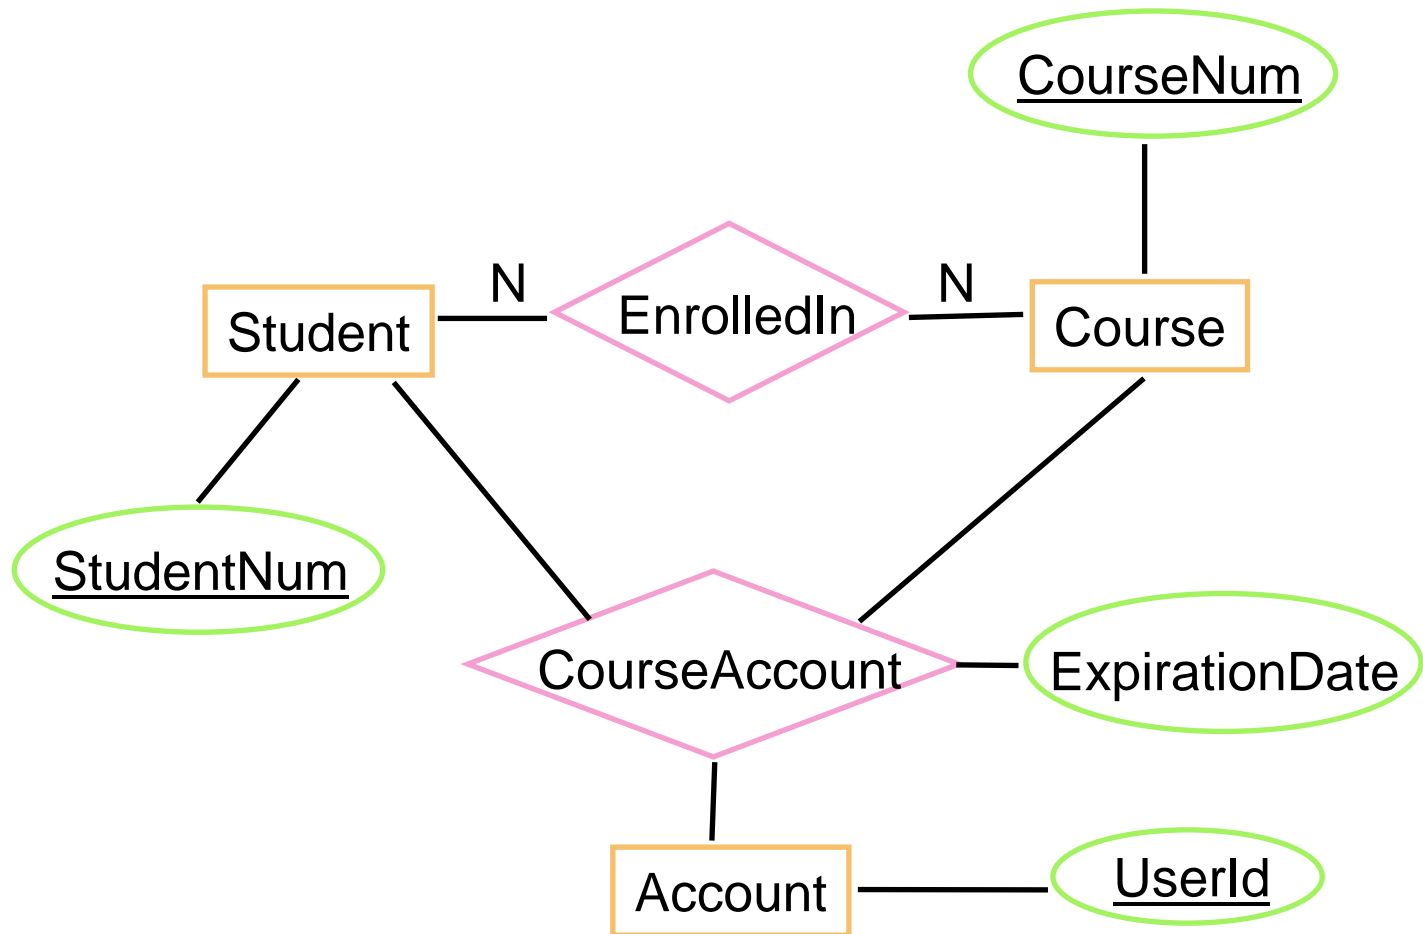 CourseNum
N
N
EnrolledIn
Student
Course
StudentNum
CourseAccount
ExpirationDate
Account
UserId